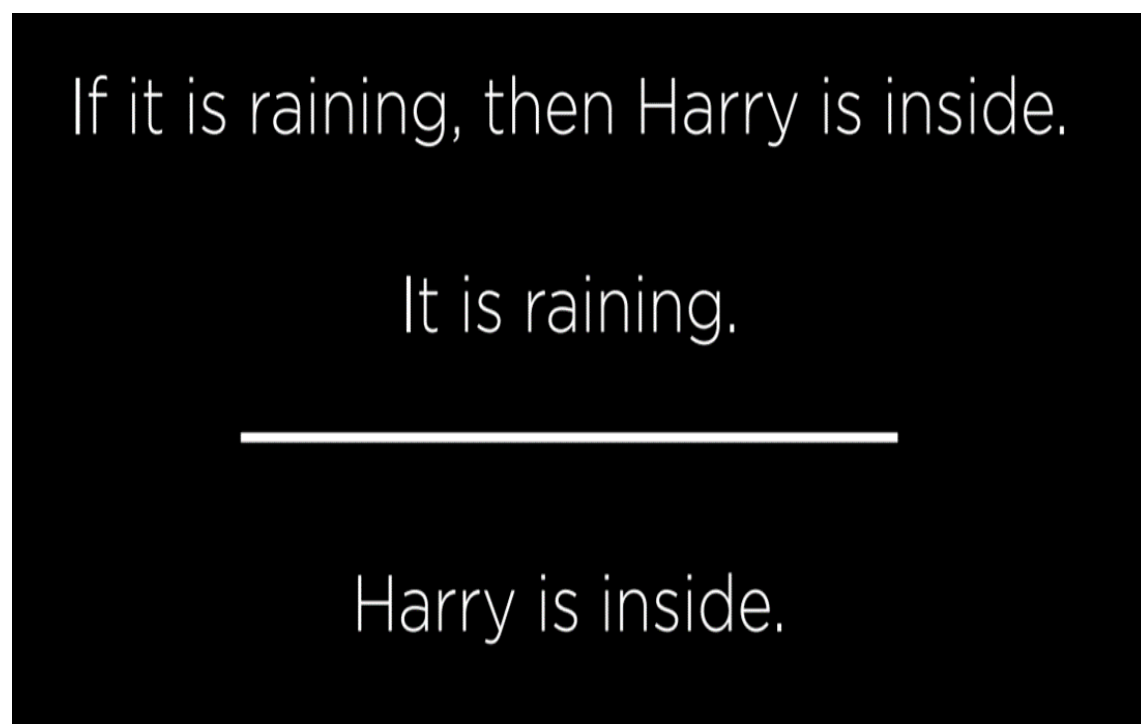 If it is raining, then Harry is inside.
It is raining.
Harry is inside.